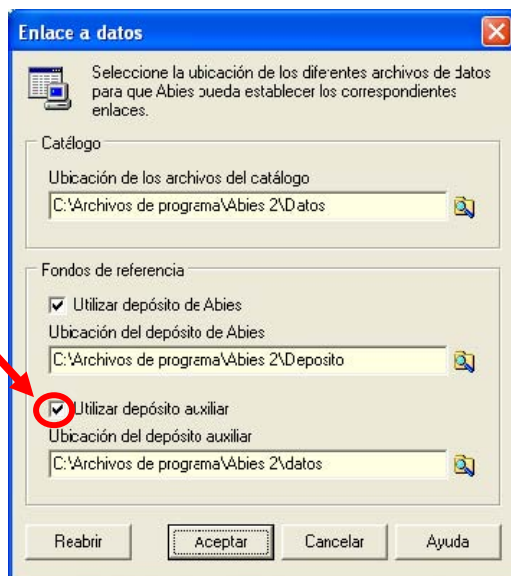 Enlace a datos
Seleccione la ubicación de los diferentes archivos de datos
para que Abies pueda establecer los correspondientes
enlaces.
Catálogo
Ubicación de los archivos del catálogo
C:\Archivos de programa\Abies 2\Datos
Fondos de referencia
Utilizar depósito de Abies
Ubicación del depósito de Abies
C:\Archivos de programa\Abies 2\Deposito
Utilizar depósito auxiliar
Ubicación del depósito auxiliar
C:\Archivos de programa\Abies 2\datos
Reabrir Aceptar Cancelar Ayuda